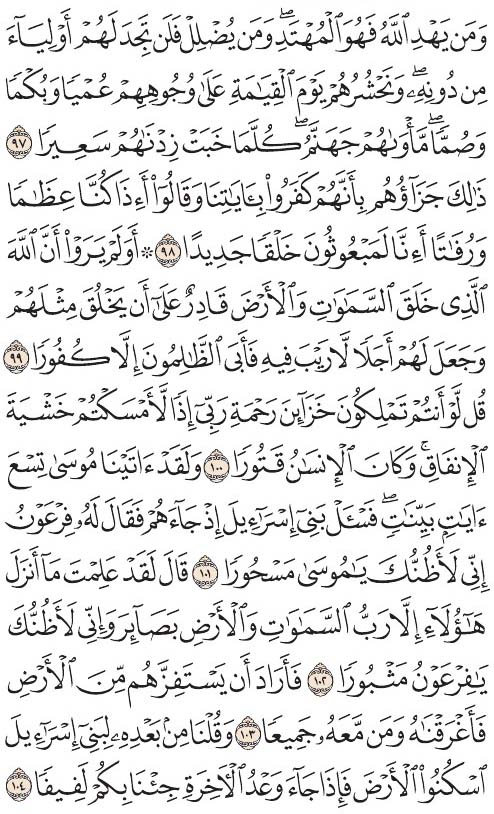 وَمَن يَهْدِ ٱللَّهُ فَهُوَ ٱلْمُهْتَدِۖ وَمَن يُضْلِلْ فَلَن تَجِدَ لَهُمْ أَوْلِيَآءَ
مِن دُونِهِۦۖ وَنَحْشُرُهُمْ يَوْمَ ٱلْقِيَٰمَةِ عَلَىٰ وُجُوهِهِمْ عُمْيًا وَبُكْمًا
وَصُمًّاۖ مَّأْوَىٰهُمْ جَهَنَّمُۖ كُلَّمَا خَبَتْ زِدْنَٰهُمْ سَعِيرًا ٩٧
ذَٰلِكَ جَزَآؤُهُم بِأَنَّهُمْ كَفَرُوا۟ بِـَٔايَٰتِنَا وَقَالُوٓا۟ أَءِذَا كُنَّا عِظَٰمًا
وَرُفَٰتًا أَءِنَّا لَمَبْعُوثُونَ خَلْقًا جَدِيدًا ٩٨ ۞ أَوَلَمْ يَرَوْا۟ أَنَّ ٱللَّهَ
ٱلَّذِى خَلَقَ ٱلسَّمَٰوَٰتِ وَٱلْأَرْضَ قَادِرٌ عَلَىٰٓ أَن يَخْلُقَ مِثْلَهُمْ
وَجَعَلَ لَهُمْ أَجَلًا لَّا رَيْبَ فِيهِ فَأَبَى ٱلظَّٰلِمُونَ إِلَّا كُفُورًا ٩٩
قُل لَّوْ أَنتُمْ تَمْلِكُونَ خَزَآئِنَ رَحْمَةِ رَبِّىٓ إِذًا لَّأَمْسَكْتُمْ خَشْيَةَ
ٱلْإِنفَاقِۚ وَكَانَ ٱلْإِنسَٰنُ قَتُورًا ١٠٠ وَلَقَدْ ءَاتَيْنَا مُوسَىٰ تِسْعَ
ءَايَٰتٍۭ بَيِّنَٰتٍۖ فَسْـَٔلْ بَنِىٓ إِسْرَٰٓءِيلَ إِذْ جَآءَهُمْ فَقَالَ لَهُۥ فِرْعَوْنُ
إِنِّى لَأَظُنُّكَ يَٰمُوسَىٰ مَسْحُورًا ١٠١ قَالَ لَقَدْ عَلِمْتَ مَآ أَنزَلَ
هَٰٓؤُلَآءِ إِلَّا رَبُّ ٱلسَّمَٰوَٰتِ وَٱلْأَرْضِ بَصَآئِرَ وَإِنِّى لَأَظُنُّكَ
يَٰفِرْعَوْنُ مَثْبُورًا ١٠٢ فَأَرَادَ أَن يَسْتَفِزَّهُم مِّنَ ٱلْأَرْضِ
فَأَغْرَقْنَٰهُ وَمَن مَّعَهُۥ جَمِيعًا ١٠٣ وَقُلْنَا مِنۢ بَعْدِهِۦ لِبَنِىٓ إِسْرَٰٓءِيلَ
ٱسْكُنُوا۟ ٱلْأَرْضَ فَإِذَا جَآءَ وَعْدُ ٱلْءَاخِرَةِ جِئْنَا بِكُمْ لَفِيفًا ١٠٤